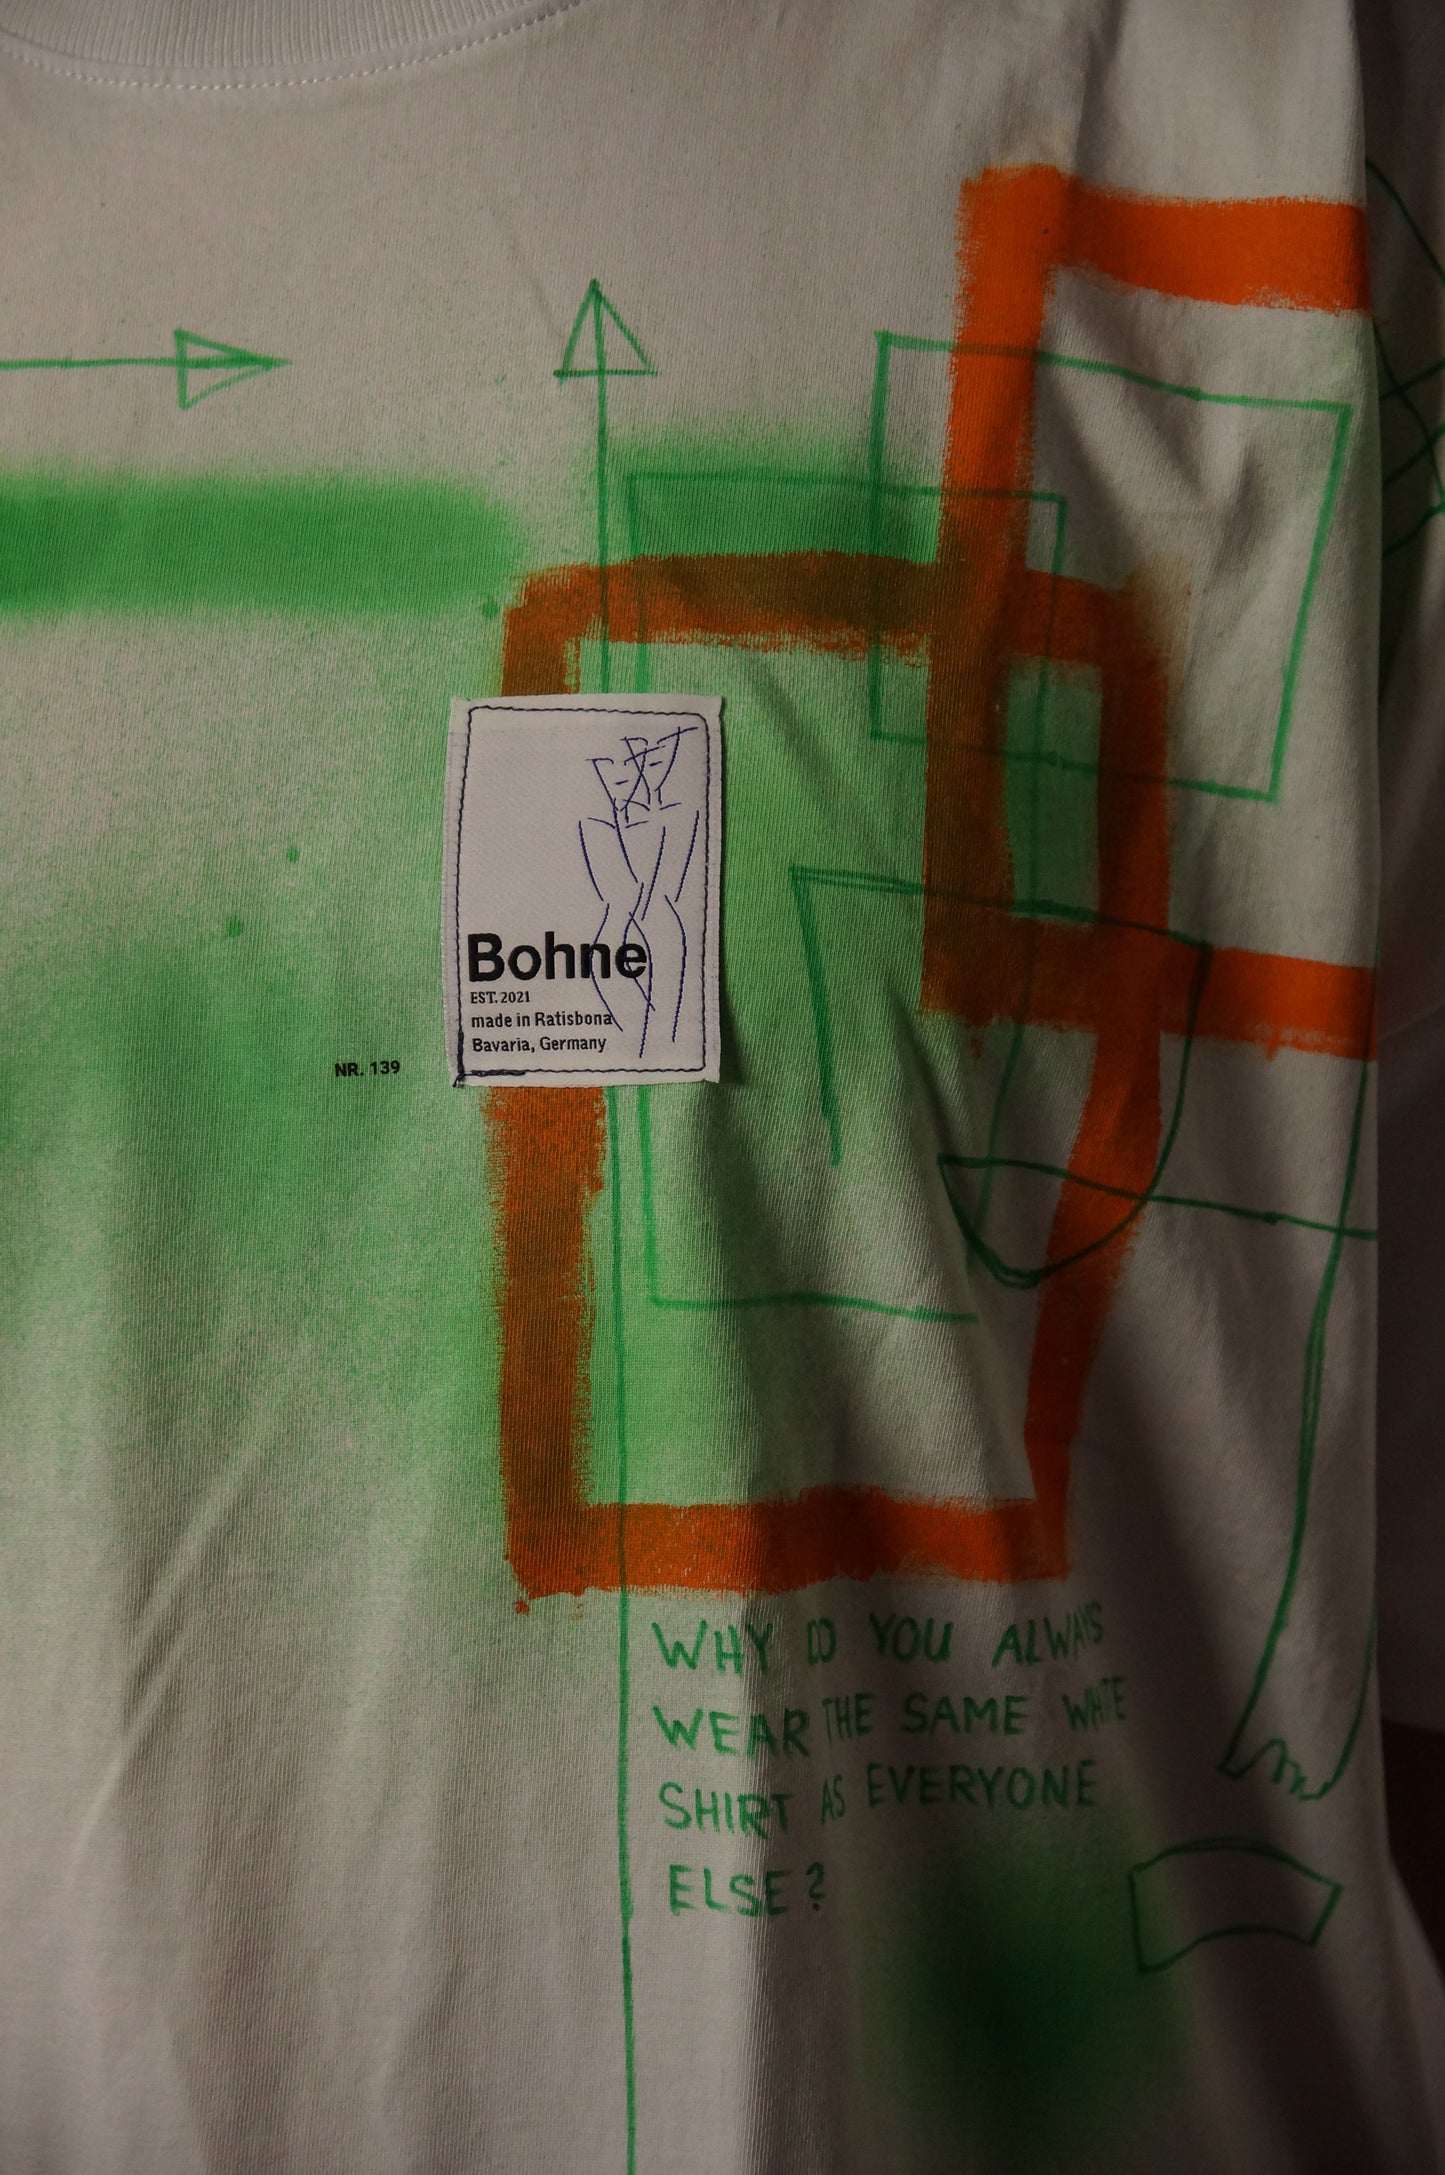 Bohne
EST. 2021
made in Ratisbona
Bavaria, Germany
NR. 139
WHY DO YOU ALWAYS
WEAR THE SAME WHITE
SHIRT AS EVERYONE
ELSE?